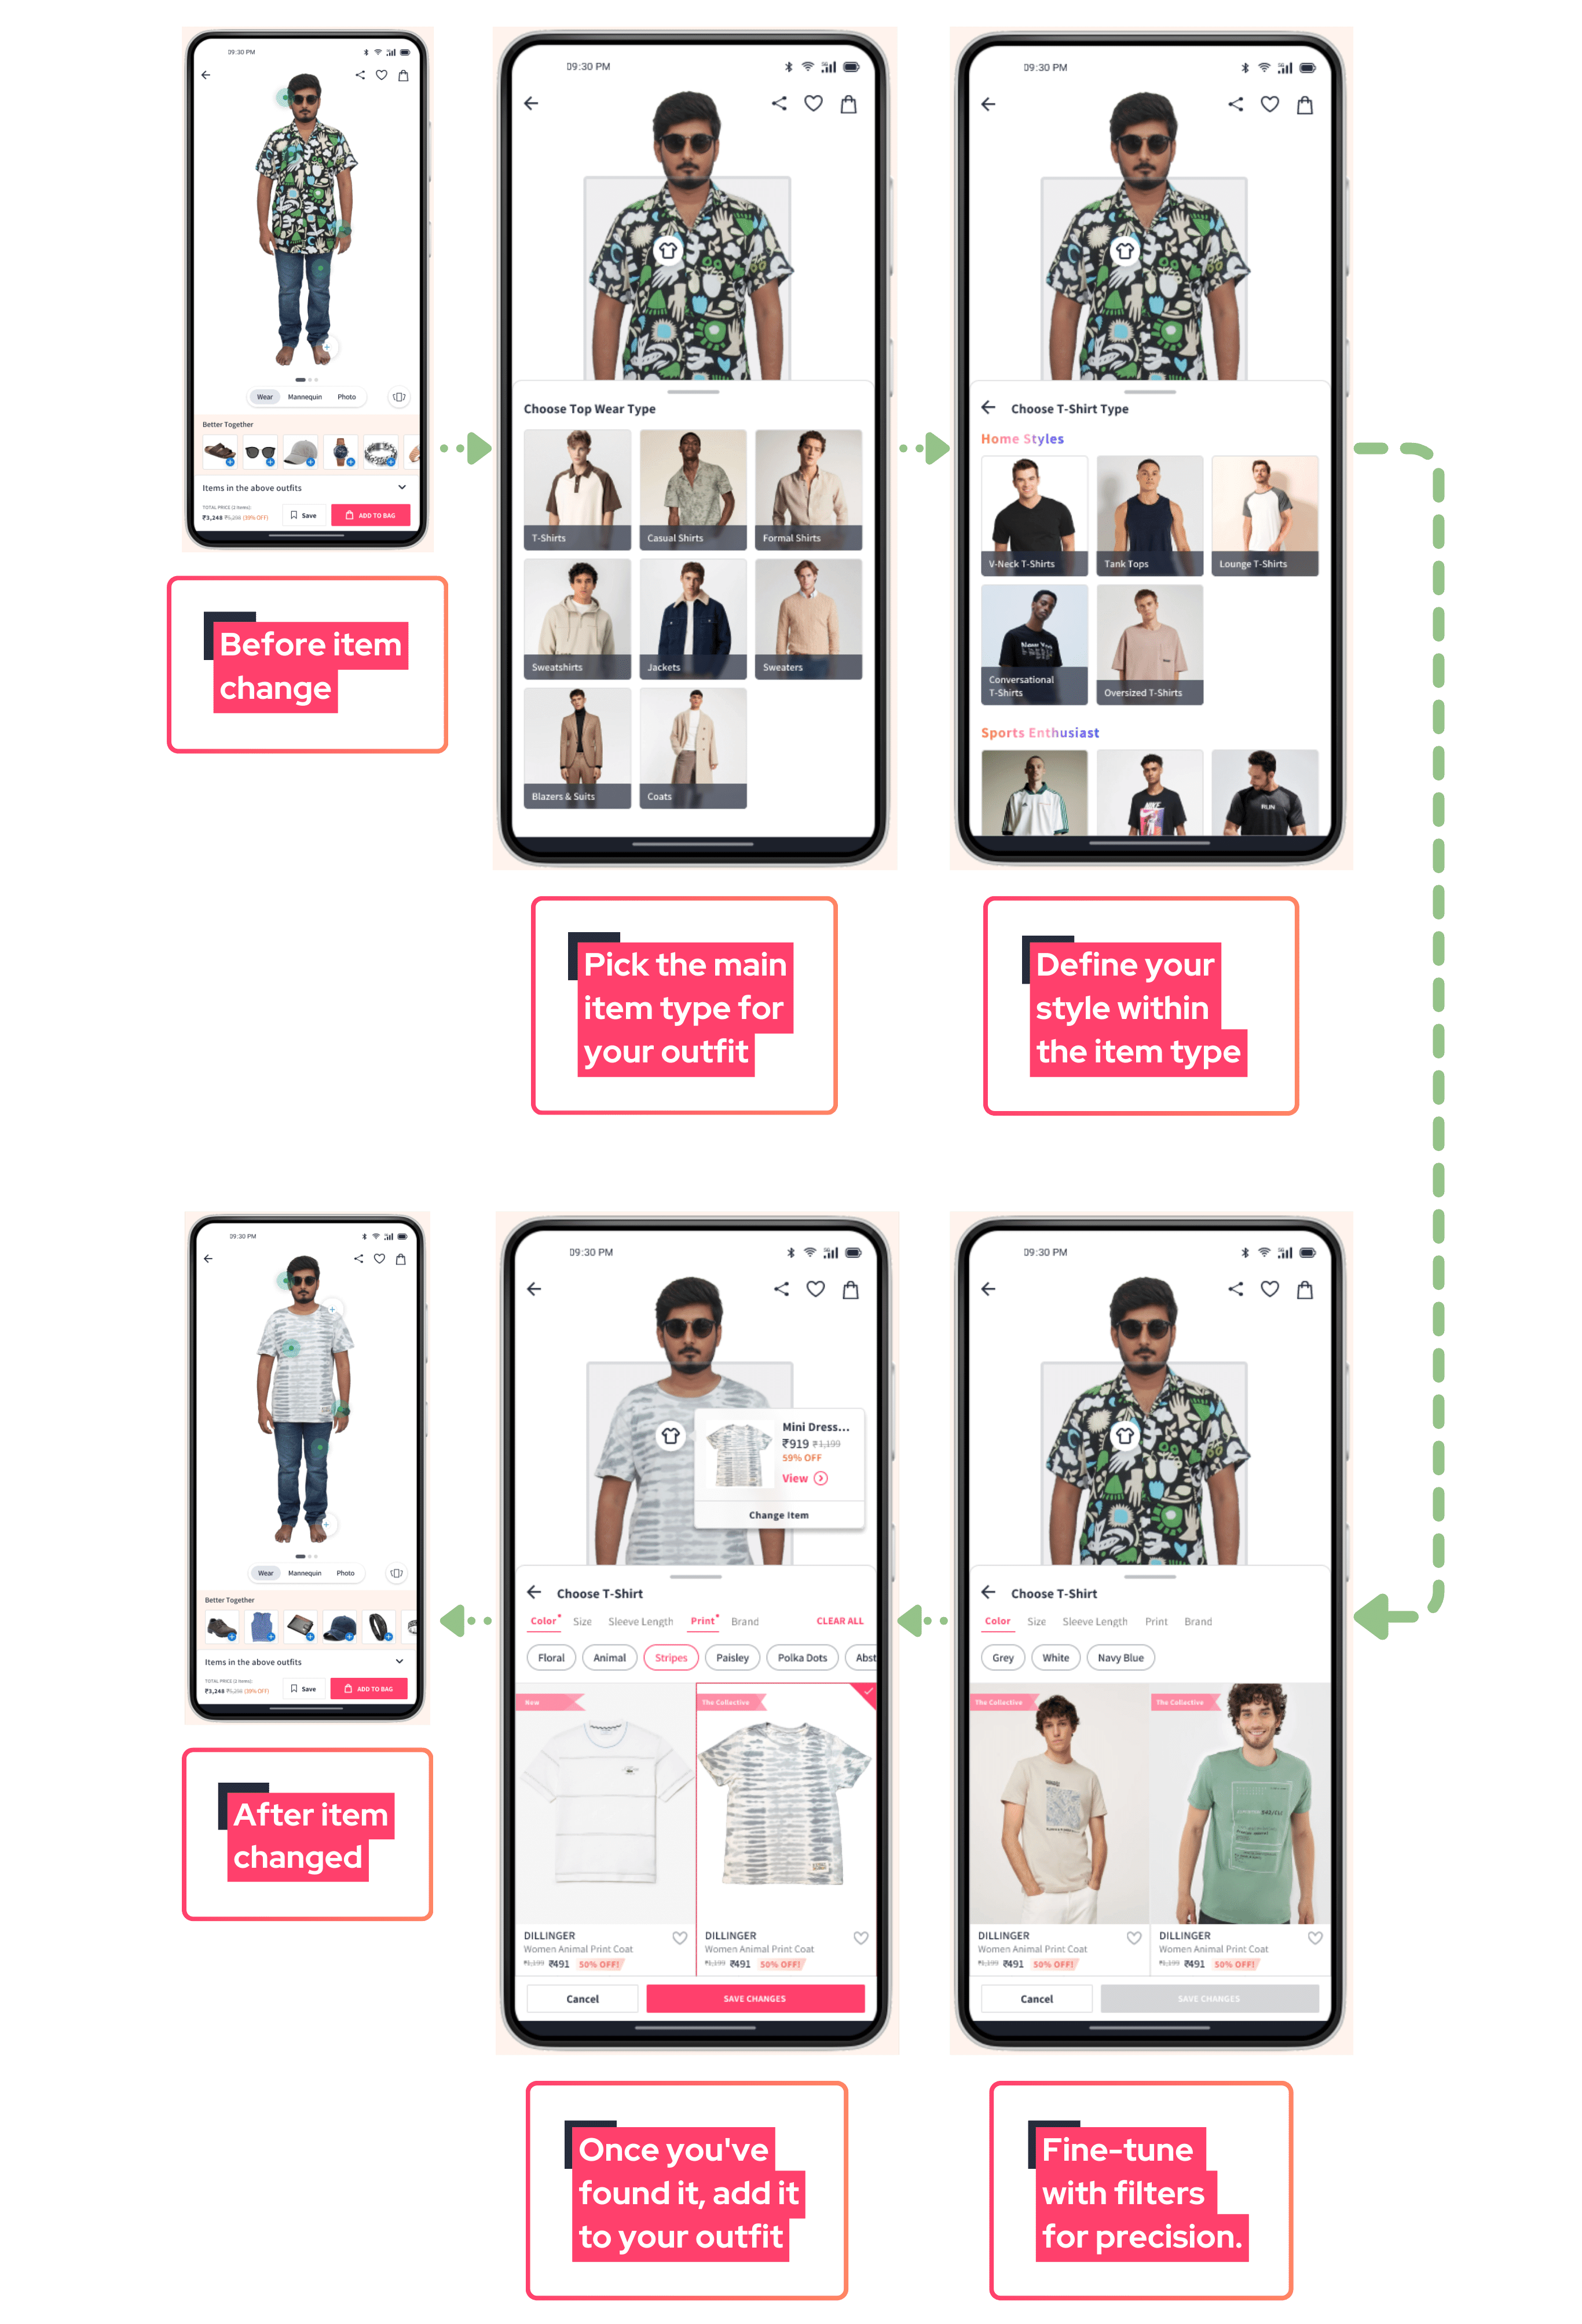 09:30 PM
Wear
Mannequin
Photo
Better Together
Items in the above outfits
TOTAL PRICE (2 Items)
₹3,248 ₹5,298 (39% OFF)
Save
ADD TO BAG
Before item
change
09:30 PM
Choose Top Wear Type
T-Shirts
Casual Shirts
Formal Shirts
Sweatshirts
Jackets
Sweaters
Blazers & Suits
Coats
Pick the main
item type for
your outfit
09:30 PM
Choose T-Shirt Type
Home Styles
V-Neck T-Shirts
Tank Tops
Lounge T-Shirts
New York
Conversational
T-Shirts
Oversized T-Shirts
Sports Enthusiast
NIKE
RUN
Define your
style within
the item type
09:30 PM
Choose T-Shirt
Color
Size
Sleeve Length
Print
Brand
Grey
White
Navy Blue
The Collective
The Collective
DILLINGER
Women Animal Print Coat
₹1,199 ₹491 50% OFF!
DILLINGER
Women Animal Print Coat
₹1,199 ₹491 50% OFF!
Cancel
SAVE CHANGES
Fine-tune
with filters
for precision.
09:30 PM
Mini Dress...
₹919 ₹1,199
59% OFF
View
Change Item
Choose T-Shirt
Color
Size
Sleeve Length
Print
Brand
CLEAR ALL
Floral
Animal
Stripes
Paisley
Polka Dots
Abst
New
The Collective
DILLINGER
Women Animal Print Coat
₹1,199 ₹491 50% OFF!
DILLINGER
Women Animal Print Coat
₹1,199 ₹491 50% OFF!
Cancel
SAVE CHANGES
Once you've
found it, add it
to your outfit
09:30 PM
Wear
Mannequin
Photo
Better Together
Items in the above outfits
TOTAL PRICE (2 Items)
₹3,248 ₹5,298 (39% OFF)
Save
ADD TO BAG
After item
changed